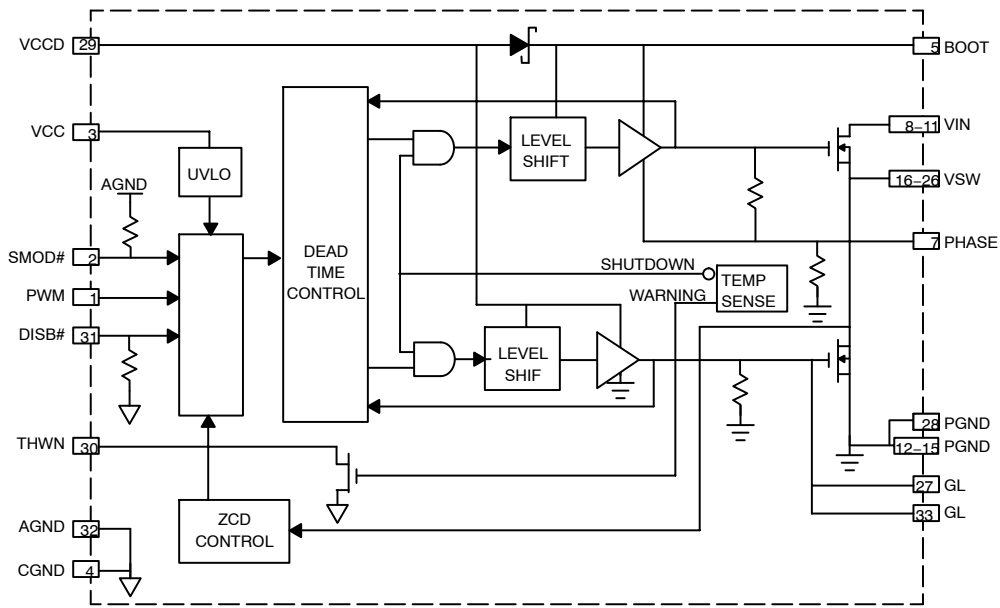 VCCD 29
5 BOOT
VCC 3
8-11 VIN
UVLO
LEVEL
SHIFT
AGND
16-26 VSW
SMOD# 2
DEAD
TIME
CONTROL
7 PHASE
SHUTDOWN
TEMP
SENSE
PWM 1
WARNING
DISB# 31
LEVEL
SHIF
THWN 30
28 PGND
12-15 PGND
27 GL
ZCD
CONTROL
33 GL
AGND 32
CGND 4